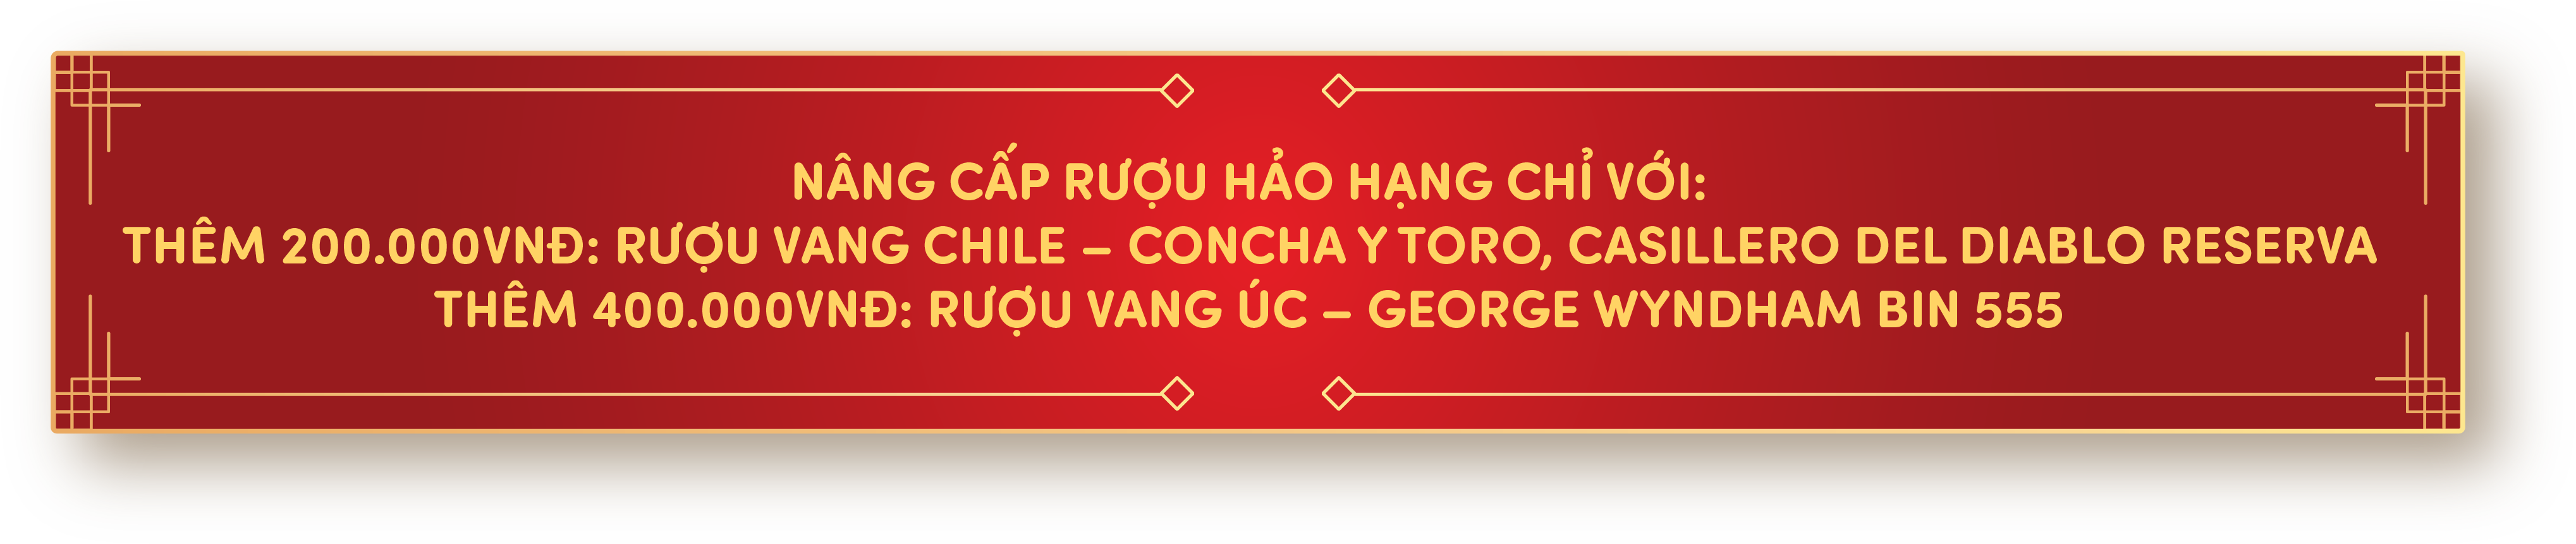 NÂNG CẤP RƯỢU HẢO HẠNG CHỈ VỚI:
THÊM 200.000VNĐ: RƯỢU VANG CHILE – CONCHA Y TORO, CASILLERO DEL DIABLO RESERVA
THÊM 400.000VNĐ: RƯỢU VANG ÚC – GEORGE WYNDHAM BIN 555